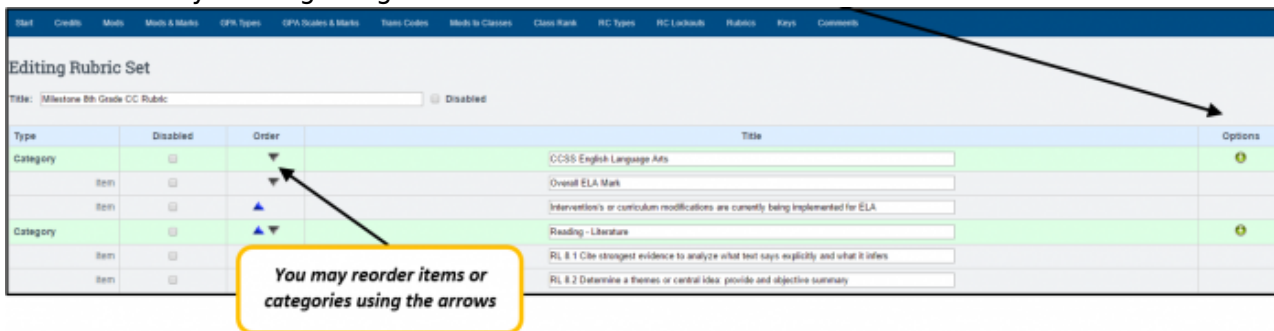 Start Credits Mods Mods & Marks GPA Types GPA Scales & Marks Trans Codes Mods to Classes Class Rank RC Types RC Lockouts Rubrics Keys Comments
Editing Rubric Set
Title: Milestone 8th Grade CC Rubric Disabled
Type Disabled Order Title Options
Category CCSS English Language Arts
Item Overall ELA Mark
Item Intervention's or curriculum modifications are currently being implemented for ELA
Category Reading - Literature
Item RL 8.1 Cite strongest evidence to analyze what text says explicitly and what it infers
Item RL 8.2 Determine a themes or central idea: provide and objective summary
You may reorder items or
categories using the arrows